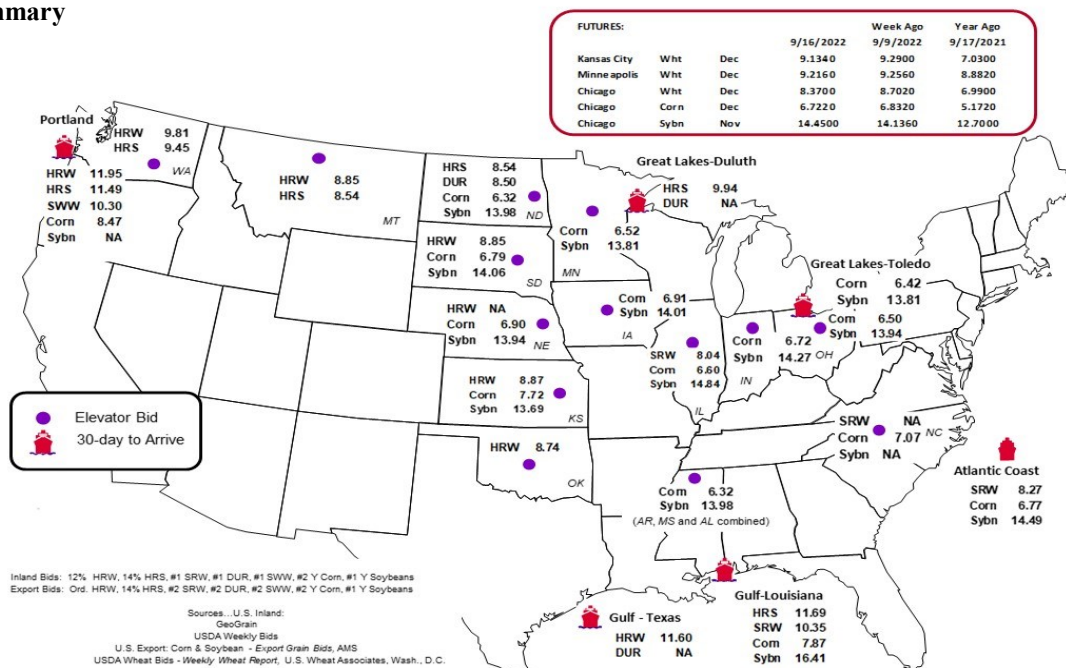 mmary
FUTURES: Week Ago Year Ago
9/16/2022 9/9/2022 9/17/2021
Kansas City Wht Dec 9.1340 9.2900 7.0300
Minneapolis Wht Dec 9.2160 9.2560 8.8820
Chicago Wht Dec 8.3700 8.7020 6.9900
Chicago Corn Dec 6.7220 6.8320 5.1720
Chicago Sybn Nov 14.4500 14.1360 12.7000
Portland
HRW 11.95
HRS 11.49
SWW 10.30
Corn 8.47
Sybn NA
HRW 9.81
HRS 9.45
WA
HRW 8.85
HRS 8.54
MT
HRS 8.54
DUR 8.50
Corn 6.32
Sybn 13.98
ND
HRW 8.85
Corn 6.79
Sybn 14.06
SD
HRW NA
Corn 6.90
Sybn 13.94
NE
HRW 8.87
Corn 7.72
Sybn 13.69
KS
HRW 8.74
OK
Great Lakes-Duluth
HRS 9.94
DUR NA
Corn 6.52
Sybn 13.81
MN
Com 6.91
Sybn 14.01
IA
SRW 8.04
Com 6.60
Sybn 14.84
IL
Corn 6.72
Sybn 14.27
IN
Great Lakes-Toledo
Corn 6.42
Sybn 13.81
Com 6.50
Sybn 13.94
OH
SRW NA
Corn 7.07
Sybn NA
NC
Atlantic Coast
SRW 8.27
Corn 6.77
Sybn 14.49
Com 6.32
Sybn 13.98
(AR, MS and AL combined)
Gulf-Louisiana
HRS 11.69
SRW 10.35
Com 7.87
Sybn 16.41
Gulf - Texas
HRW 11.60
DUR NA
Elevator Bid
30-day to Arrive
Inland Bids: 12% HRW, 14% HRS, #1 SRW, #1 DUR, #1 SWW, #2 Y Corn, #1 Y Soybeans
Export Bids: Ord. HRW, 14% HRS, #2 SRW, #2 DUR, #2 SWW, #2 Y Corn, #1 Y Soybeans
Sources...U.S. Inland:
GeoGrain
USDA Weekly Bids
U.S. Export: Corn & Soybean - Export Grain Bids, AMS
USDA Wheat Bids - Weekly Wheat Report, U.S. Wheat Associates, Wash., D.C.